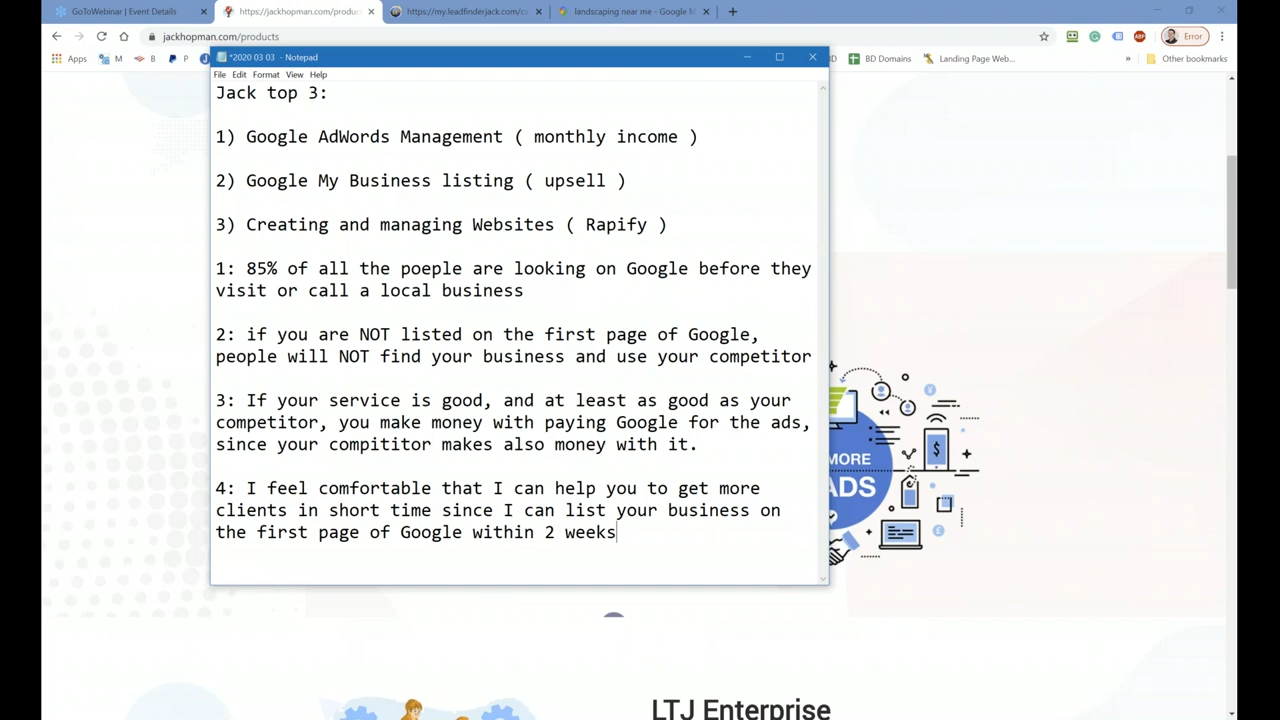 GoToWebinar | Event Details
https://jackhopman.com/produc
https://my.leadfinderjack.com/ca
landscaping near me - Google M
jackhopman.com/products
Error
Apps
M
B
P
J
BD Domains
Landing Page Web...
»
Other bookmarks
*2020 03 03 - Notepad
File Edit Format View Help
Jack top 3:
1) Google AdWords Management ( monthly income )
2) Google My Business listing ( upsell )
3) Creating and managing Websites ( Rapify )
1: 85% of all the poeple are looking on Google before they
visit or call a local business
2: if you are NOT listed on the first page of Google,
people will NOT find your business and use your competitor
3: If your service is good, and at least as good as your
competitor, you make money with paying Google for the ads,
since your compititor makes also money with it.
4: I feel comfortable that I can help you to get more
clients in short time since I can list your business on
the first page of Google within 2 weeks
MORE
ADS
LTJ Enterprise